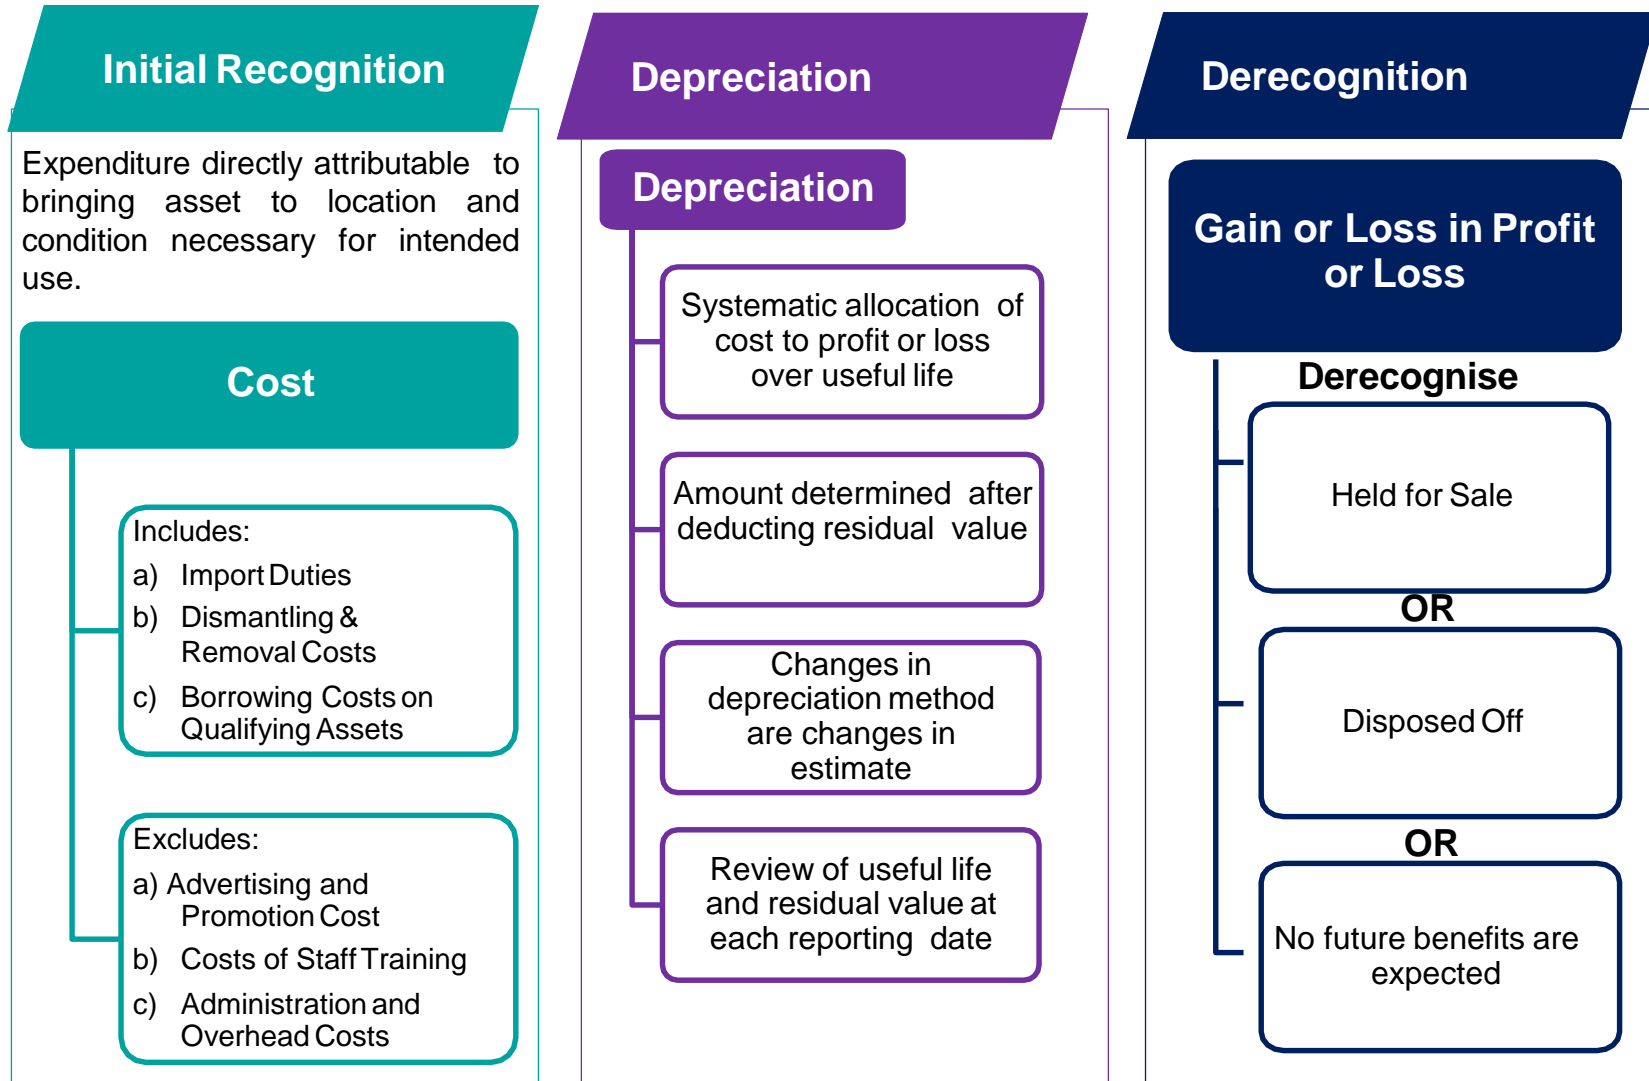 Initial Recognition
Expenditure directly attributable to
bringing asset to location and
condition necessary for intended
use.
Cost
Includes:
a) Import Duties
b) Dismantling &
Removal Costs
c) Borrowing Costs on
Qualifying Assets
Excludes:
a) Advertising and
Promotion Cost
b) Costs of Staff Training
c) Administration and
Overhead Costs
Depreciation
Depreciation
Systematic allocation of
cost to profit or loss
over useful life
Amount determined after
deducting residual value
Changes in
depreciation method
are changes in
estimate
Review of useful life
and residual value at
each reporting date
Derecognition
Gain or Loss in Profit
or Loss
Derecognise
Held for Sale
OR
Disposed Off
OR
No future benefits are
expected